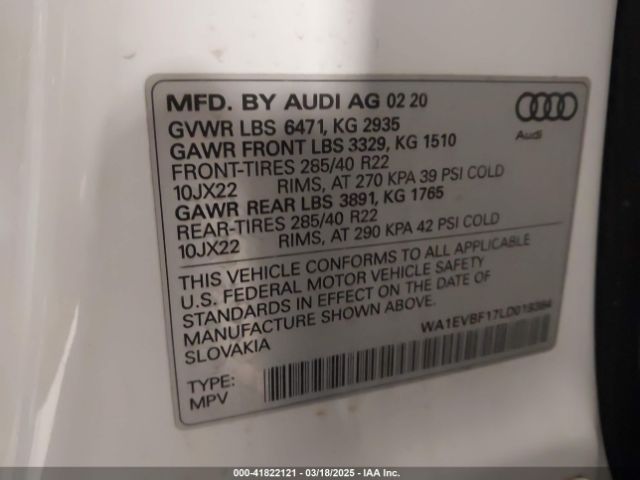 MFD. BY AUDI AG 02 20
GVWR LBS 6471, KG 2935
GAWR FRONT LBS 3329, KG 1510
FRONT-TIRES 285/40 R22
10JX22 RIMS, AT 270 KPA 39 PSI COLD
GAWR REAR LBS 3891, KG 1765
REAR-TIRES 285/40 R22
10JX22 RIMS, AT 290 KPA 42 PSI COLD
Audi
THIS VEHICLE CONFORMS TO ALL APPLICABLE
U.S. FEDERAL MOTOR VEHICLE SAFETY
STANDARDS IN EFFECT ON THE DATE OF
MANUFACTURE SHOWN ABOVE.
SLOVAKIA
WA1EVBF17LD019384
TYPE:
MPV
000-41822121 - 03/18/2025 - IAA Inc.